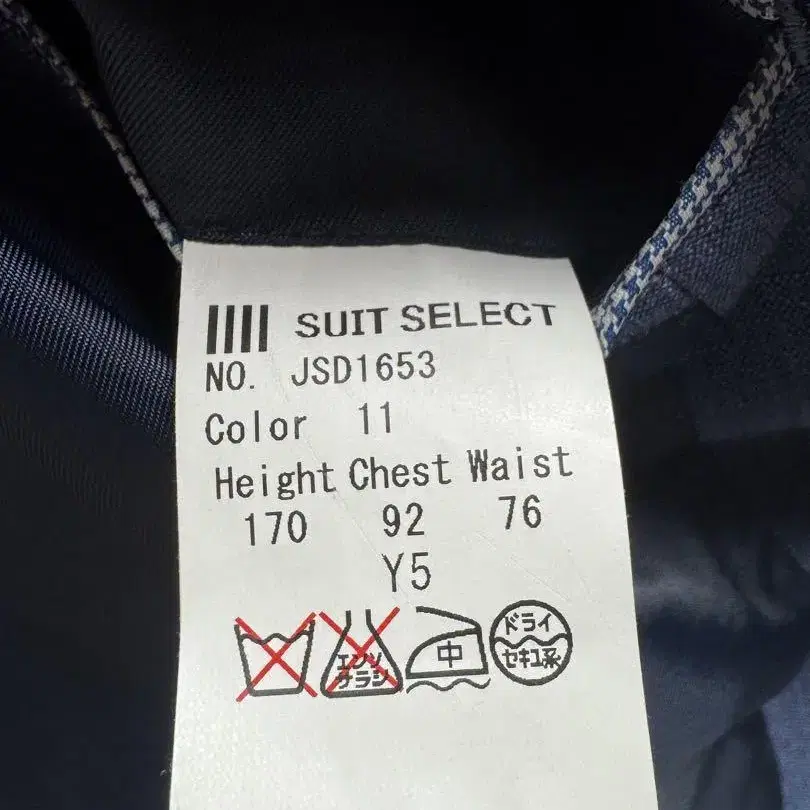 SUIT SELECT
NO. JSD1653
Color 11
Height Chest Waist
170 92 76
Y5
エンソ
サラシ
中
ドライ
セキユ系